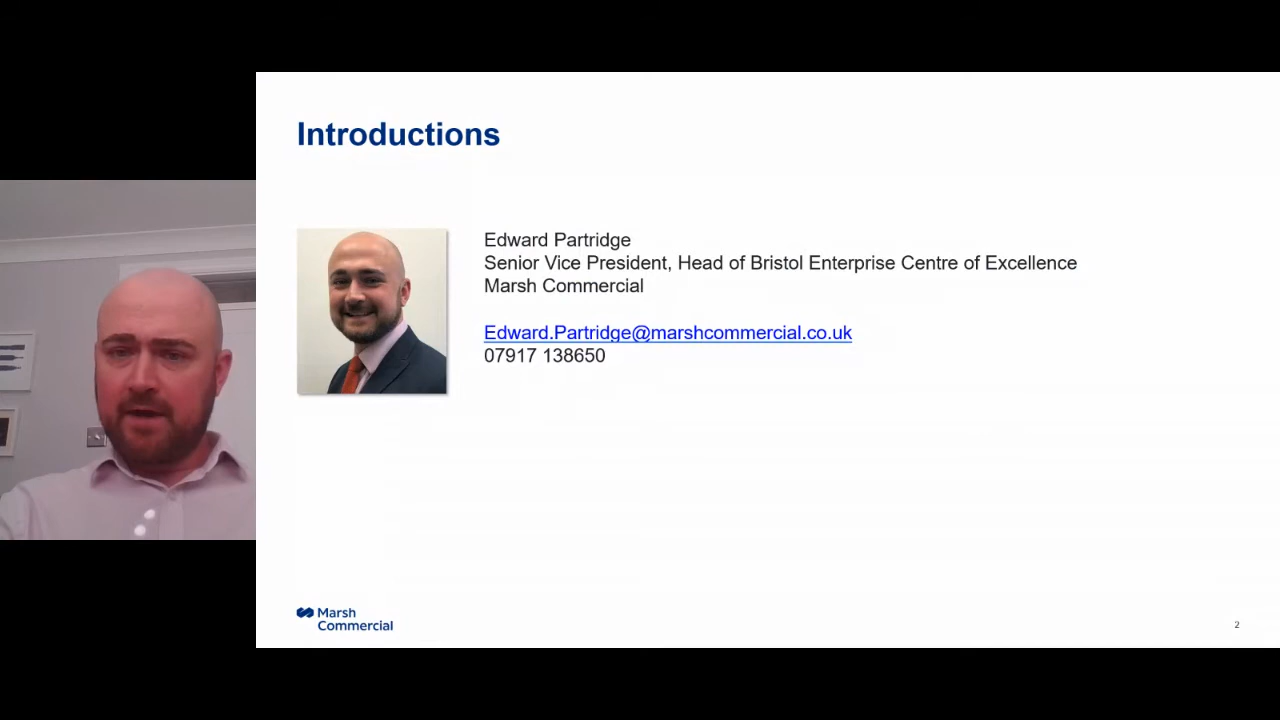 Introductions
Edward Partridge
Senior Vice President, Head of Bristol Enterprise Centre of Excellence
Marsh Commercial
Edward.Partridge@marshcommercial.co.uk
07917 138650
Marsh
Commercial
2